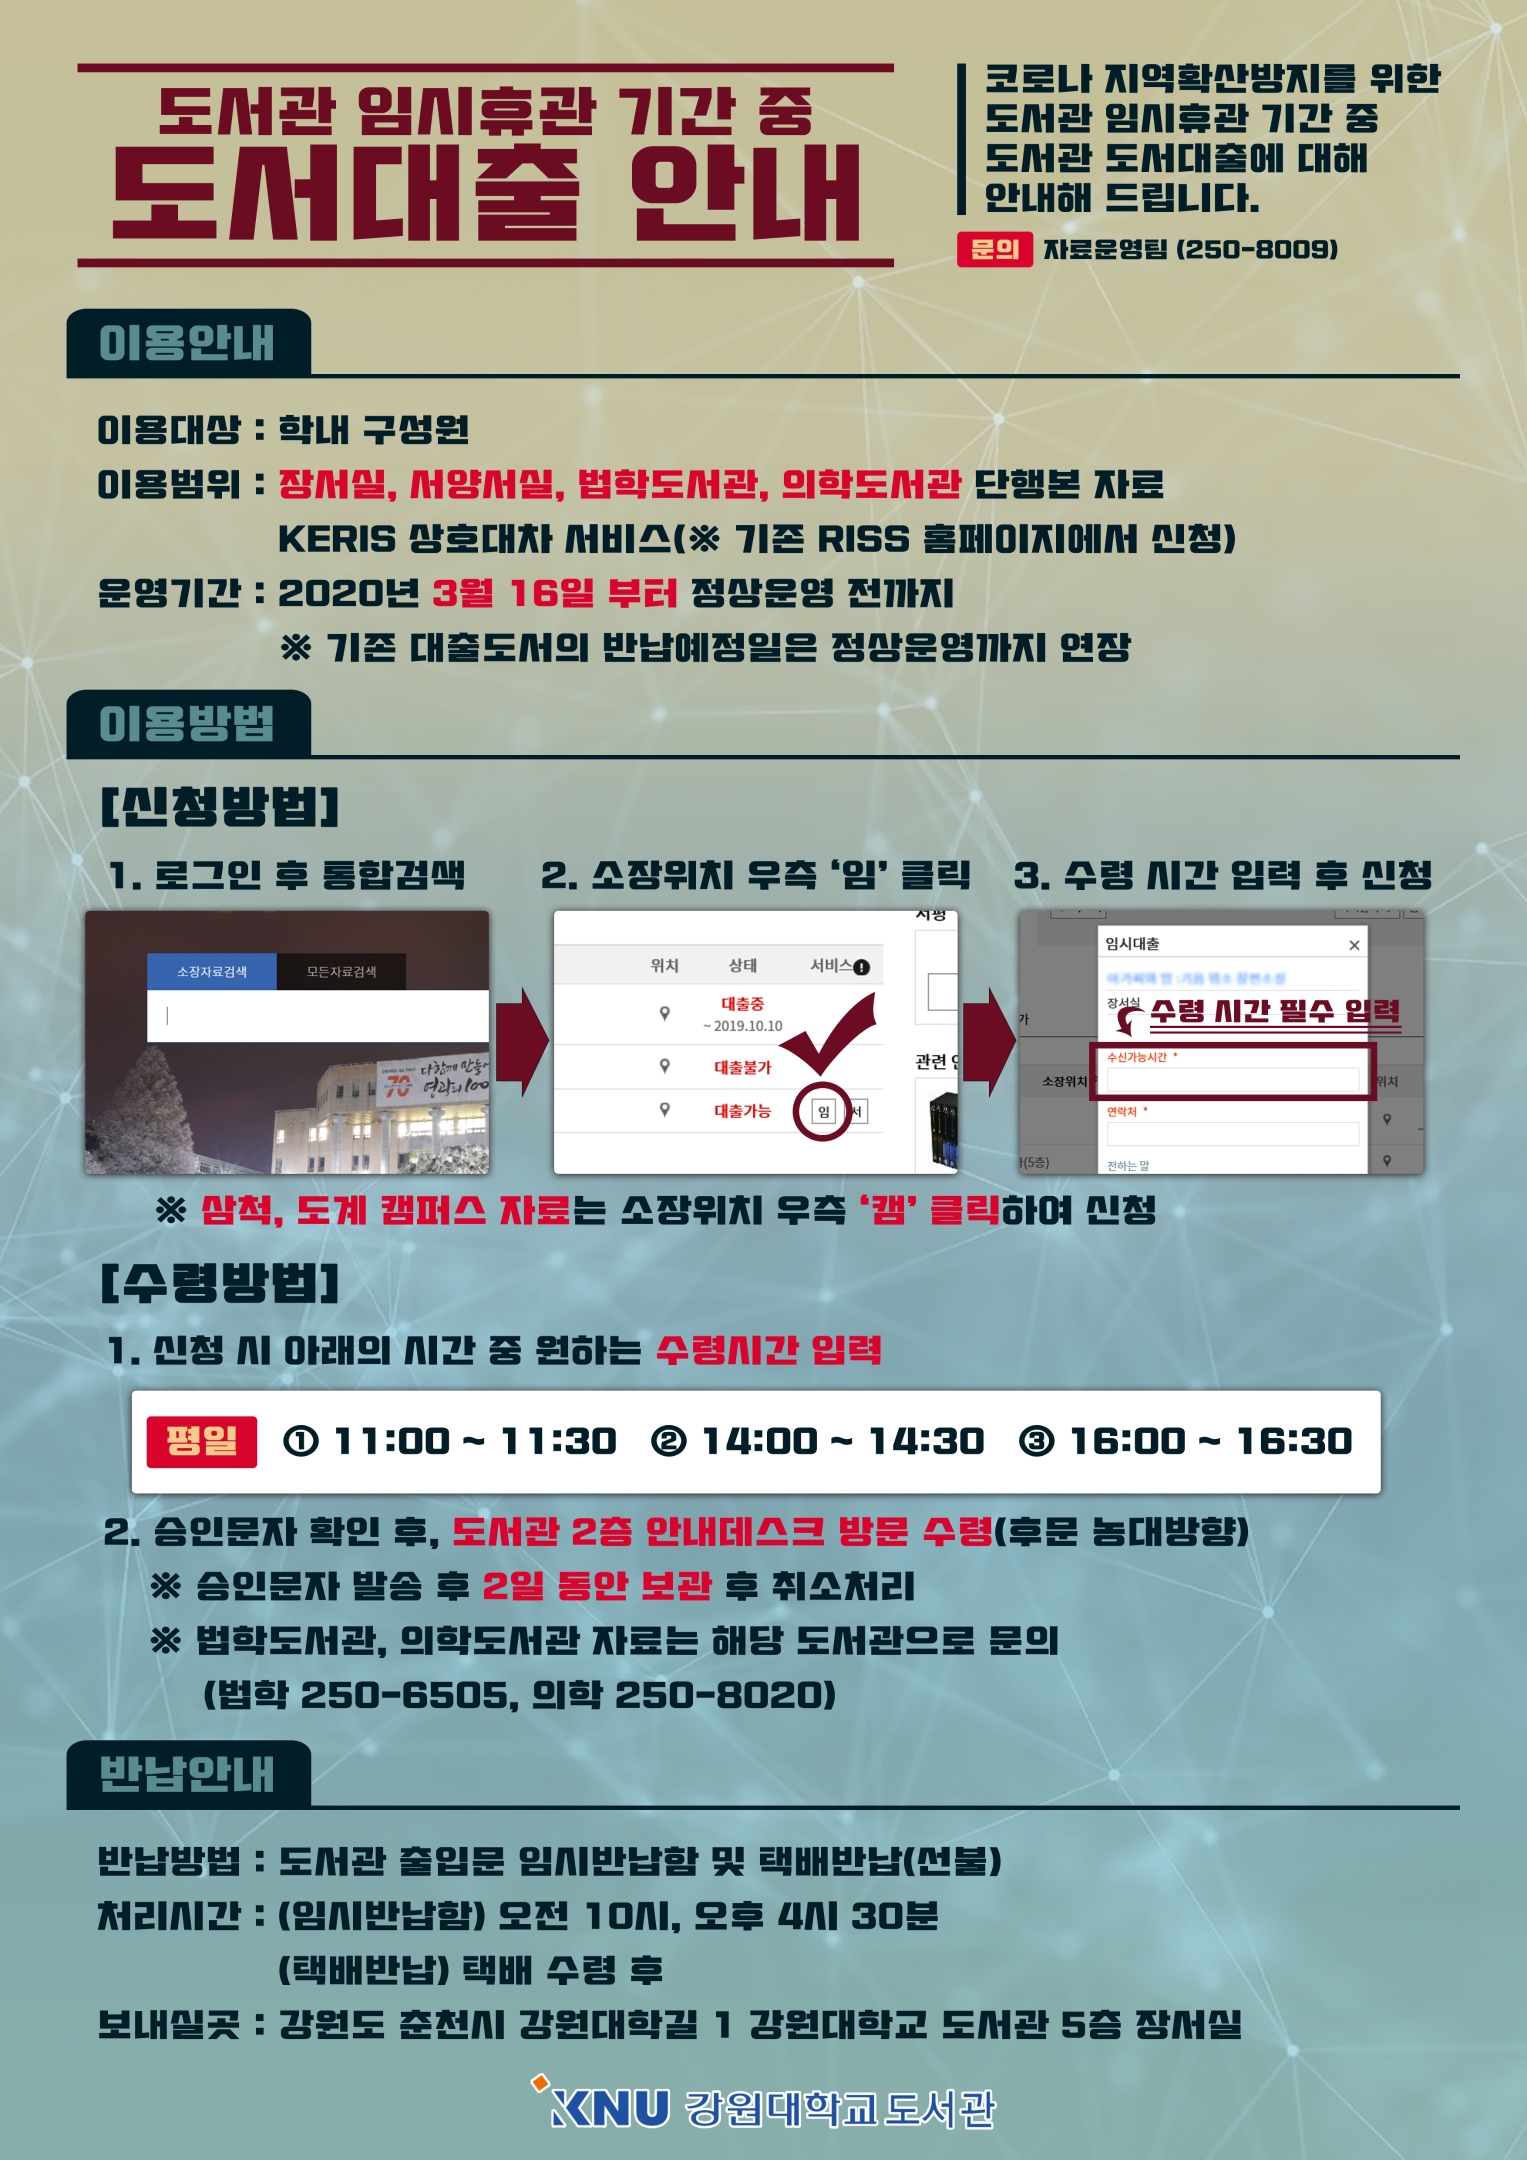 도서관 임시휴관 기간 중
도서대출 안내
코로나 지역확산방지를 위한
도서관 임시휴관 기간 중
도서관 도서대출에 대해
안내해 드립니다.
문의 자료운영팀 (250-8009)
이용안내
이용대상 : 학내 구성원
이용범위 : 장서실, 서양서실, 법학도서관, 의학도서관 단행본 자료
KERIS 상호대차 서비스(※ 기존 RISS 홈페이지에서 신청)
운영기간 : 2020년 3월 16일 부터 정상운영 전까지
※ 기존 대출도서의 반납예정일은 정상운영까지 연장
이용방법
[신청방법]
1. 로그인 후 통합검색
2. 소장위치 우측 ‘임’ 클릭
3. 수령 시간 입력 후 신청
소장자료검색 모든자료검색
70 다함께 만들어
영광의 100
서평
위치 상태 서비스
대출중
~ 2019.10.10
대출불가
관련
대출가능 임 서
임시대출 ×
장서실
수령 시간 필수 입력
가
수신가능시간 *
소장위치 위치
연락처 *
(5층)
전하는 말
※ 삼척, 도계 캠퍼스 자료는 소장위치 우측 ‘캠’ 클릭하여 신청
[수령방법]
1. 신청 시 아래의 시간 중 원하는 수령시간 입력
평일 ① 11:00 ~ 11:30 ② 14:00 ~ 14:30 ③ 16:00 ~ 16:30
2. 승인문자 확인 후, 도서관 2층 안내데스크 방문 수령(후문 농대방향)
※ 승인문자 발송 후 2일 동안 보관 후 취소처리
※ 법학도서관, 의학도서관 자료는 해당 도서관으로 문의
(법학 250-6505, 의학 250-8020)
반납안내
반납방법 : 도서관 출입문 임시반납함 및 택배반납(선불)
처리시간 : (임시반납함) 오전 10시, 오후 4시 30분
(택배반납) 택배 수령 후
보내실곳 : 강원도 춘천시 강원대학길 1 강원대학교 도서관 5층 장서실
KNU 강원대학교 도서관